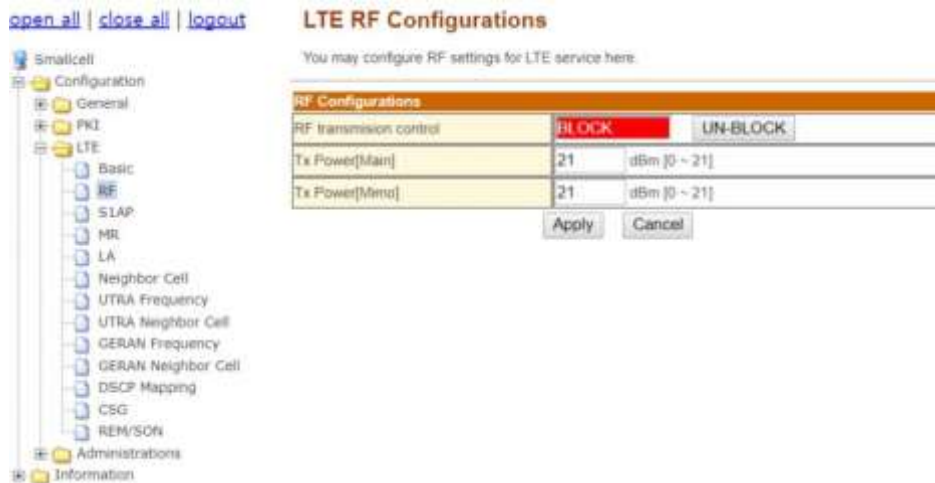 open all | close all | logout
Smallcell
Configuration
General
PKI
LTE
Basic
RF
S1AP
MR
LA
Neighbor Cell
UTRA Frequency
UTRA Neighbor Cell
GERAN Frequency
GERAN Neighbor Cell
DSCP Mapping
CSG
REM/SON
Administrations
Information
LTE RF Configurations
You may configure RF settings for LTE service here.
RF Configurations
RF transmision control BLOCK UN-BLOCK
Tx Power[Main] 21 dBm [0 ~ 21]
Tx Power[Mimo] 21 dBm [0 ~ 21]
Apply Cancel